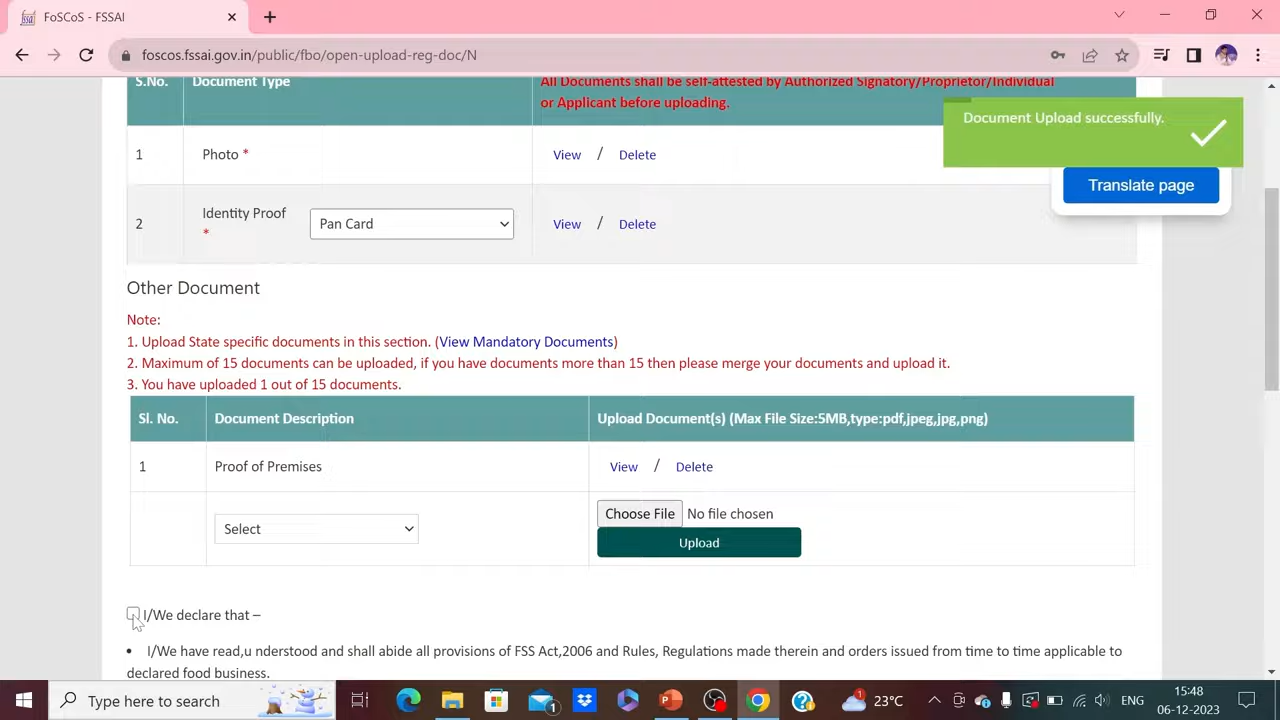 FoSCoS - FSSAI
foscos.fssai.gov.in/public/fbo/open-upload-reg-doc/N
S.No.
Document Type
All Documents shall be self-attested by Authorized Signatory/Proprietor/Individual
or Applicant before uploading.
Document Upload successfully.
Translate page
1
Photo *
View / Delete
2
Identity Proof
*
Pan Card
View / Delete
Other Document
Note:
1. Upload State specific documents in this section. (View Mandatory Documents)
2. Maximum of 15 documents can be uploaded, if you have documents more than 15 then please merge your documents and upload it.
3. You have uploaded 1 out of 15 documents.
Sl. No.
Document Description
Upload Document(s) (Max File Size:5MB,type:pdf,jpeg,jpg,png)
1
Proof of Premises
View / Delete
Select
Choose File No file chosen
Upload
I/We declare that –
• I/We have read,u nderstood and shall abide all provisions of FSS Act,2006 and Rules, Regulations made therein and orders issued from time to time applicable to
declared food business.
Type here to search
1
1
23°C
ENG
15:48
06-12-2023